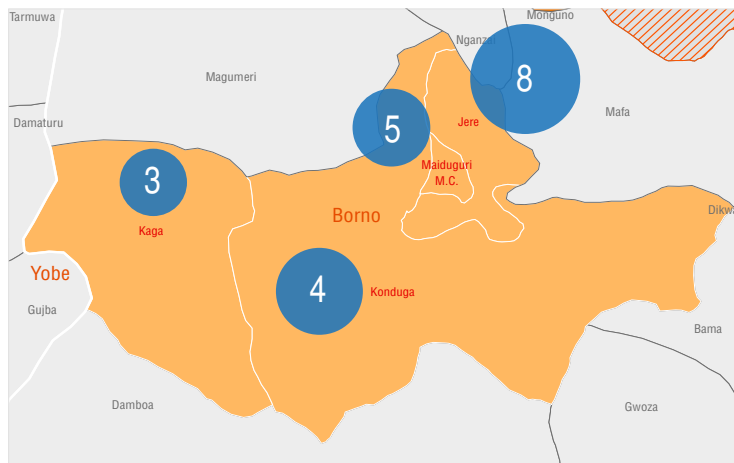 Tarmuwa
Monguno
Nganzai
Magumeri
8
Mafa
Damaturu
5
Jere
Maiduguri
M.C.
3
Dikwa
Borno
Kaga
Yobe
4
Konduga
Gujba
Bama
Damboa
Gwoza